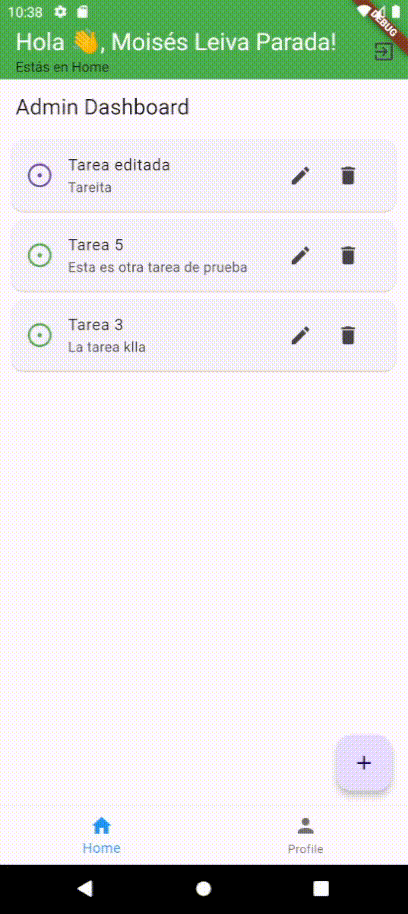 10:38
DEBUG
Hola 👋, Moisés Leiva Parada!
Estás en Home
Admin Dashboard
Tarea editada
Tareita
Tarea 5
Esta es otra tarea de prueba
Tarea 3
La tarea klla
+
Home
Profile